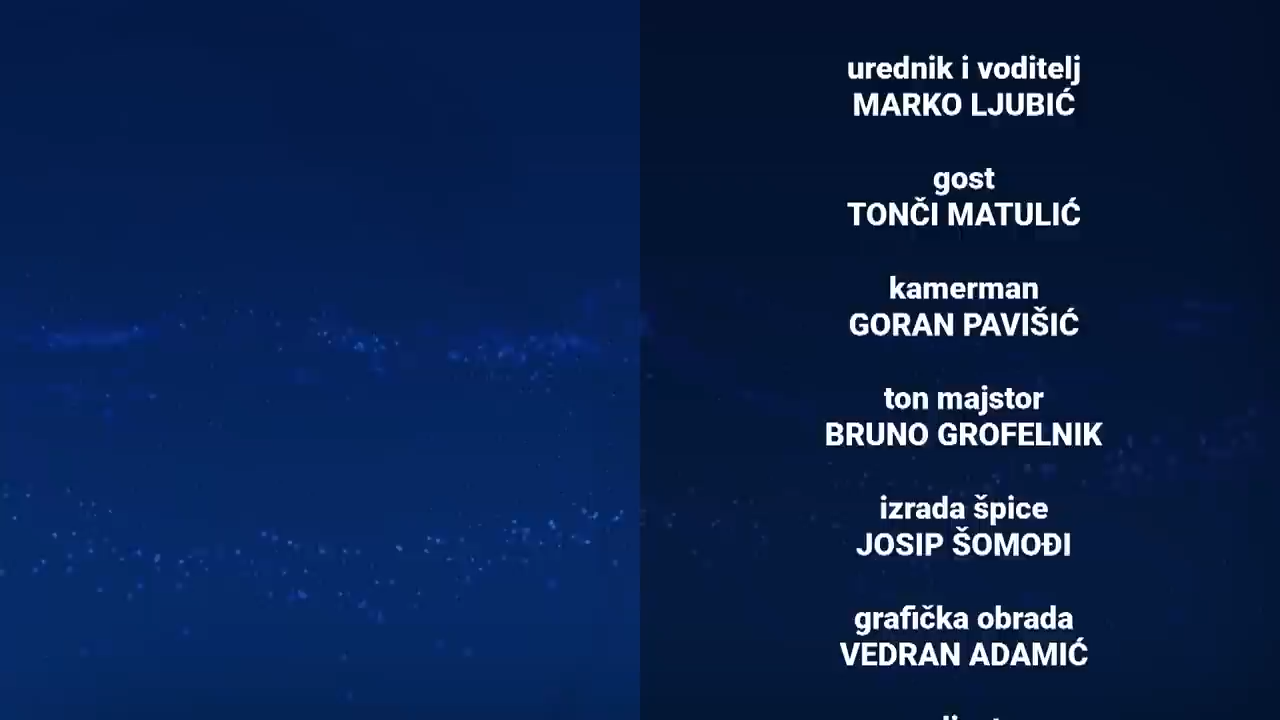 urednik i voditelj
MARKO LJUBIĆ
gost
TONČI MATULIĆ
kamerman
GORAN PAVIŠIĆ
ton majstor
BRUNO GROFELNIK
izrada špice
JOSIP ŠOMOĐI
grafička obrada
VEDRAN ADAMIĆ